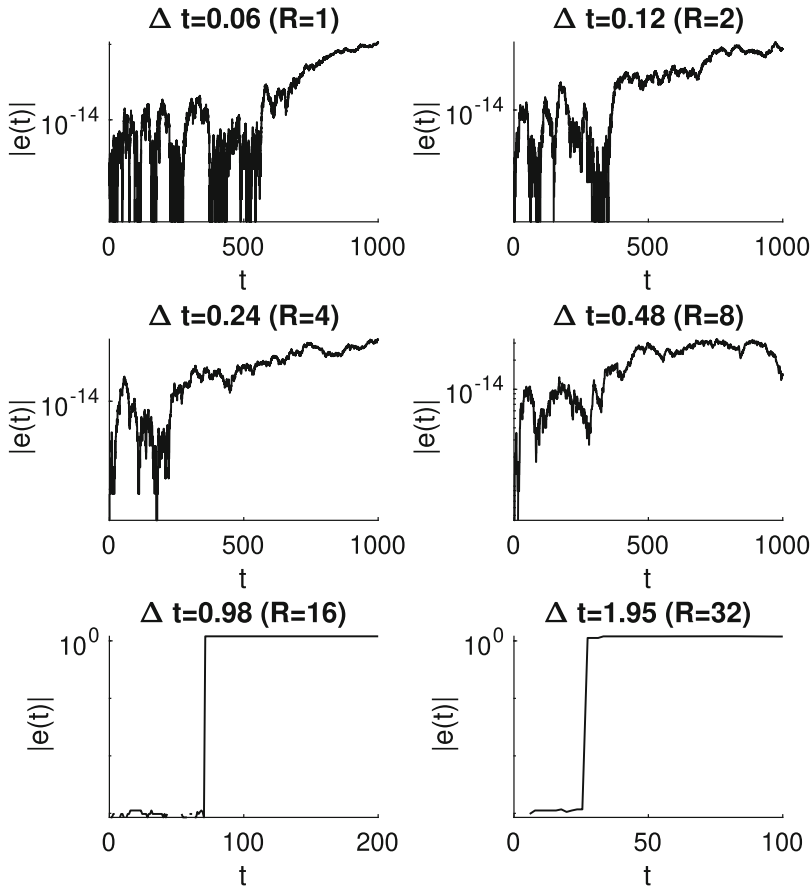 Δ t=0.06 (R=1)
|e(t)|
10^-14
0 500 1000
t
Δ t=0.12 (R=2)
|e(t)|
10^-14
0 500 1000
t
Δ t=0.24 (R=4)
|e(t)|
10^-14
0 500 1000
t
Δ t=0.48 (R=8)
|e(t)|
10^-14
0 500 1000
t
Δ t=0.98 (R=16)
|e(t)|
10^0
0 100 200
t
Δ t=1.95 (R=32)
|e(t)|
10^0
0 50 100
t